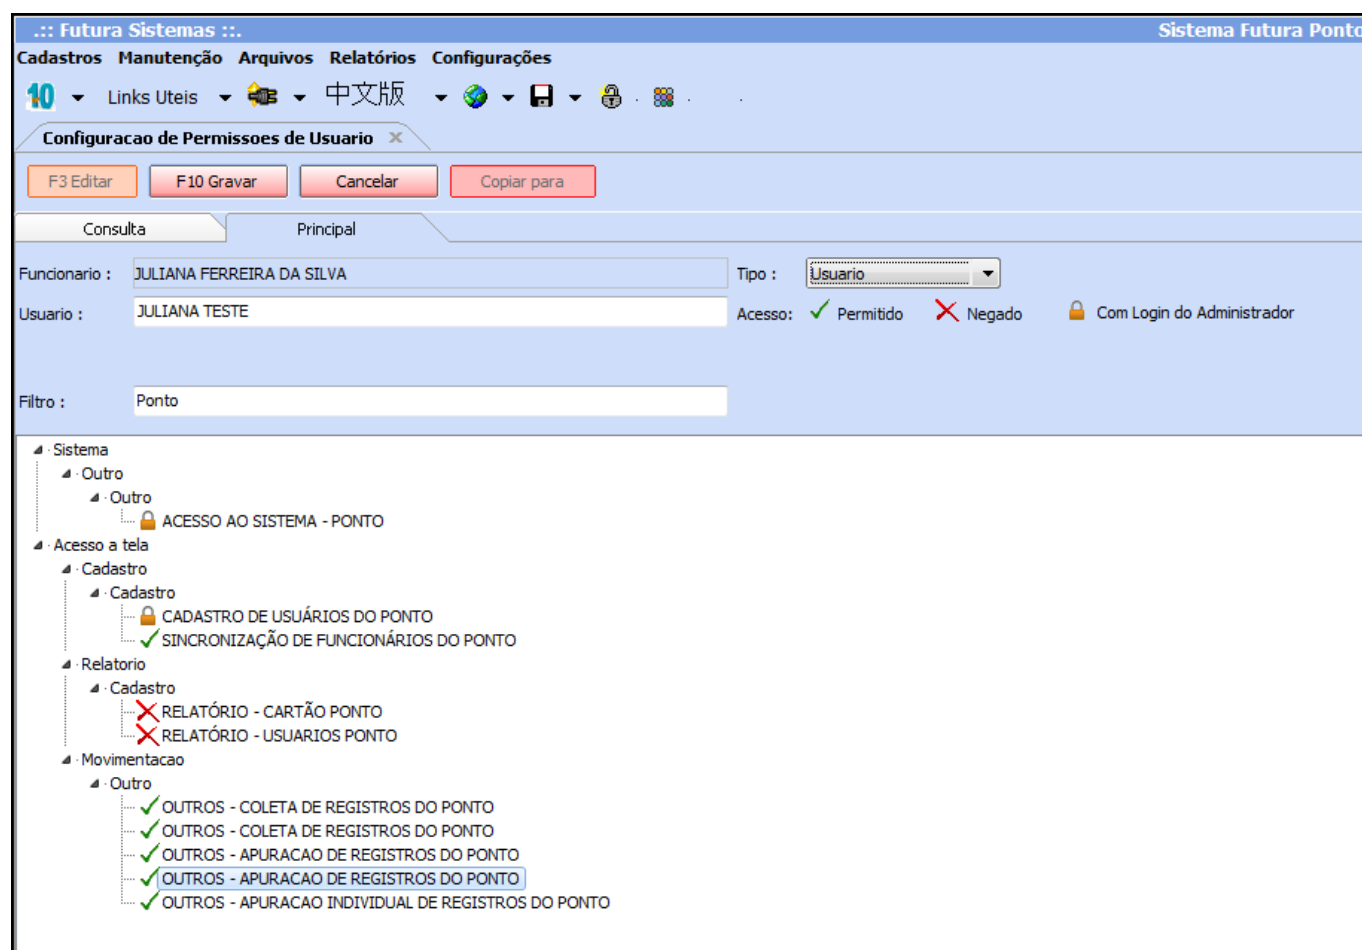 .:: Futura Sistemas ::. Sistema Futura Ponto
Cadastros Manutenção Arquivos Relatórios Configurações
10 Links Uteis 中文版
Configuracao de Permissoes de Usuario
F3 Editar F10 Gravar Cancelar Copiar para
Consulta Principal
Funcionario : JULIANA FERREIRA DA SILVA Tipo : Usuario
Usuario : JULIANA TESTE Acesso: Permitido Negado Com Login do Administrador
Filtro : Ponto
Sistema
Outro
Outro
ACESSO AO SISTEMA - PONTO
Acesso a tela
Cadastro
Cadastro
CADASTRO DE USUÁRIOS DO PONTO
SINCRONIZAÇÃO DE FUNCIONÁRIOS DO PONTO
Relatorio
Cadastro
RELATÓRIO - CARTÃO PONTO
RELATÓRIO - USUARIOS PONTO
Movimentacao
Outro
OUTROS - COLETA DE REGISTROS DO PONTO
OUTROS - COLETA DE REGISTROS DO PONTO
OUTROS - APURACAO DE REGISTROS DO PONTO
OUTROS - APURACAO DE REGISTROS DO PONTO
OUTROS - APURACAO INDIVIDUAL DE REGISTROS DO PONTO